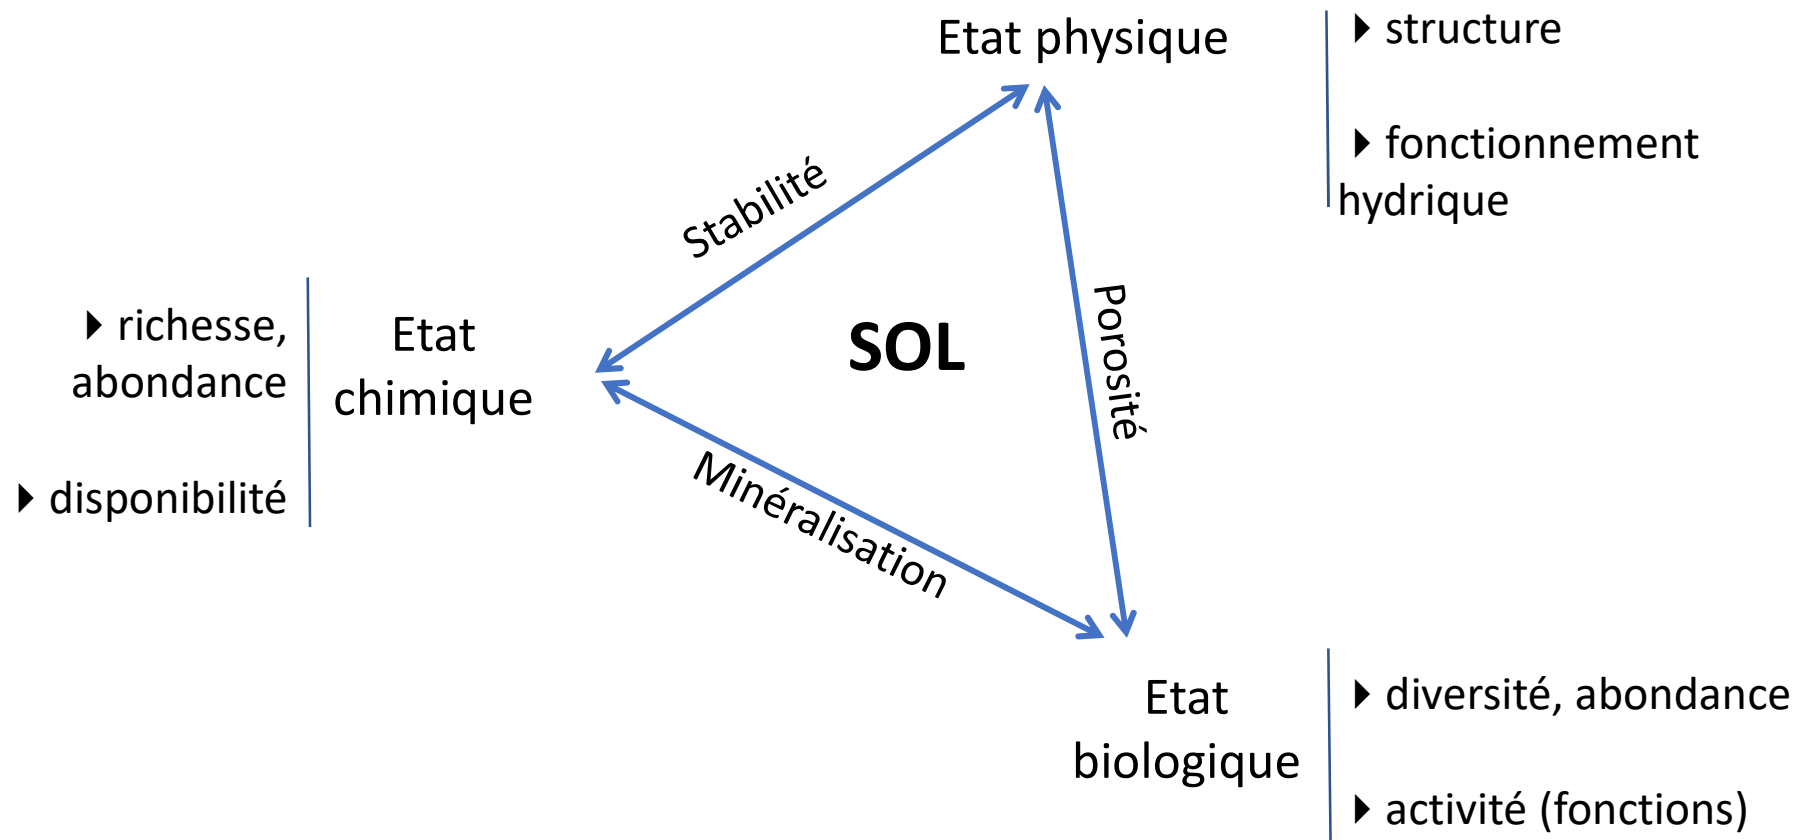 Etat physique
▶ structure
▶ fonctionnement
hydrique
Stabilité
Porosité
SOL
▶ richesse,
abondance
▶ disponibilité
Etat
chimique
Minéralisation
Etat
biologique
▶ diversité, abondance
▶ activité (fonctions)